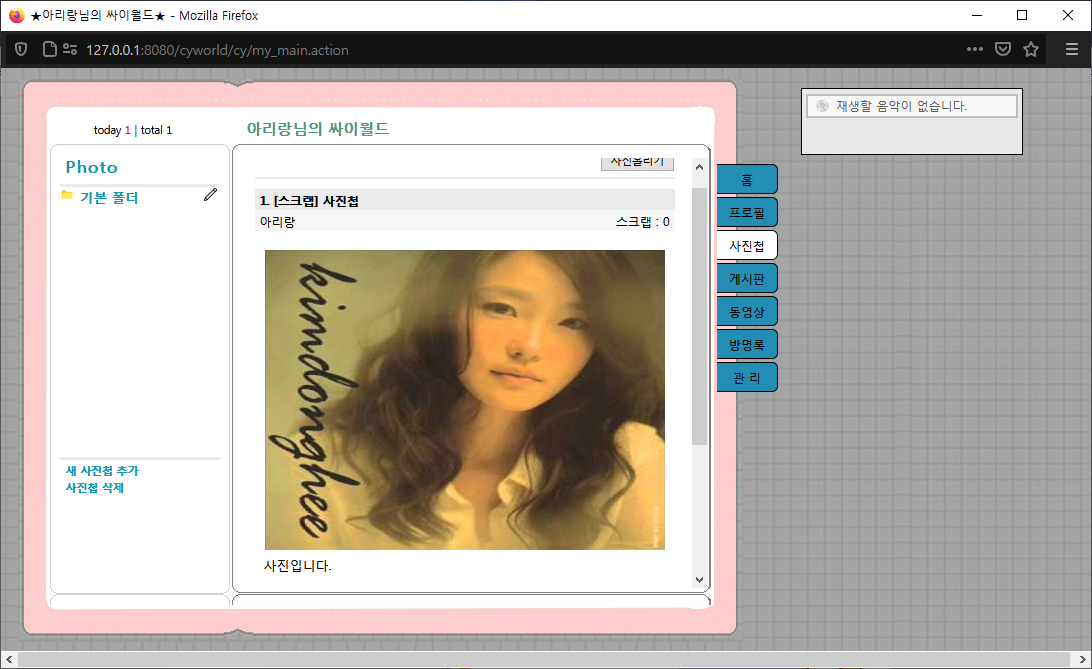 ★아리랑님의 싸이월드★ - Mozilla Firefox
127.0.0.1:8080/cyworld/cy/my_main.action
재생할 음악이 없습니다.
today 1 | total 1
아리랑님의 싸이월드
Photo
기본 폴더
새 사진첩 추가
사진첩 삭제
사진올리기
1. [스크랩] 사진첩
아리랑
스크랩 : 0
kimdonghee
사진입니다.
홈
프로필
사진첩
게시판
동영상
방명록
관 리